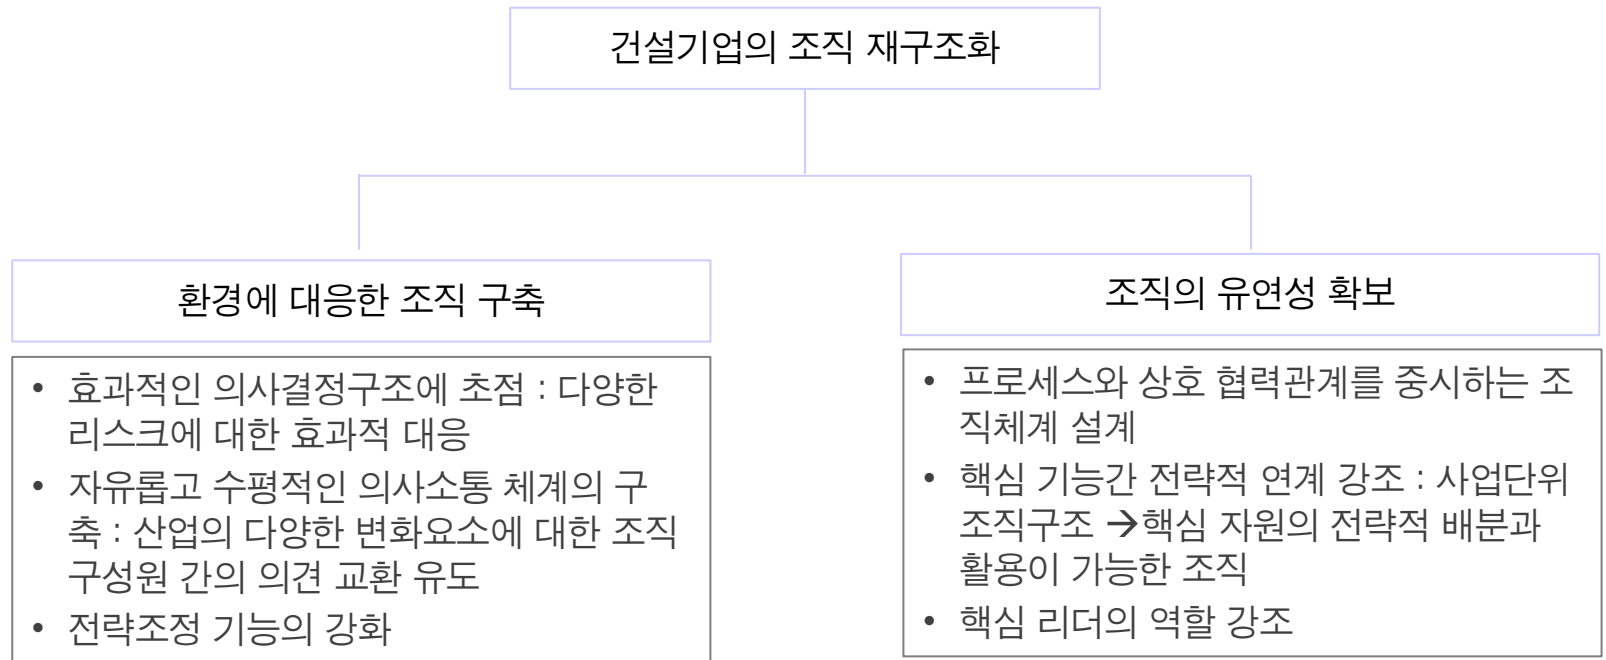 건설기업의 조직 재구조화
환경에 대응한 조직 구축
• 효과적인 의사결정구조에 초점 : 다양한
리스크에 대한 효과적 대응
• 자유롭고 수평적인 의사소통 체계의 구
축 : 산업의 다양한 변화요소에 대한 조직
구성원 간의 의견 교환 유도
• 전략조정 기능의 강화
조직의 유연성 확보
• 프로세스와 상호 협력관계를 중시하는 조
직체계 설계
• 핵심 기능간 전략적 연계 강조 : 사업단위
조직구조 →핵심 자원의 전략적 배분과
활용이 가능한 조직
• 핵심 리더의 역할 강조